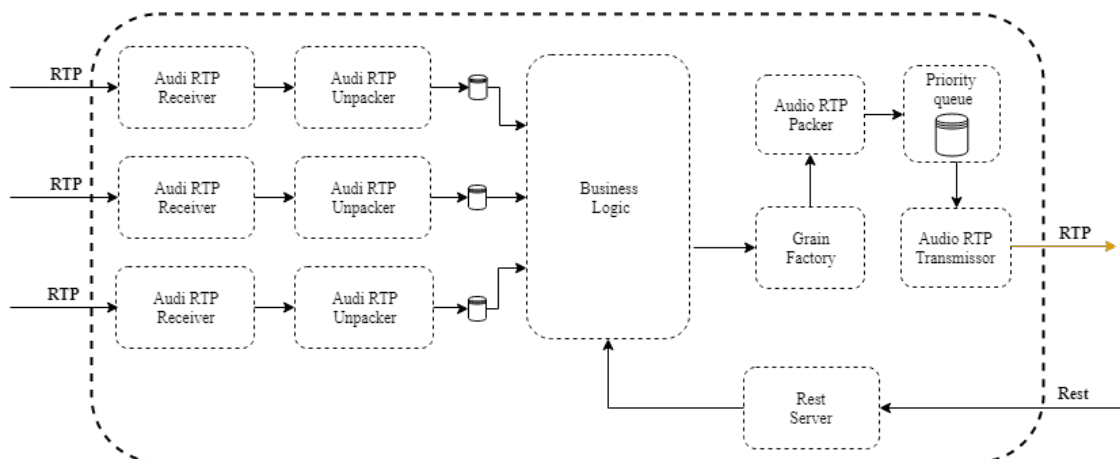 RTP
Audi RTP
Receiver
Audi RTP
Unpacker
RTP
Audi RTP
Receiver
Audi RTP
Unpacker
RTP
Audi RTP
Receiver
Audi RTP
Unpacker
Business
Logic
Audio RTP
Packer
Priority
queue
Grain
Factory
Audio RTP
Transmissor
RTP
Rest
Server
Rest